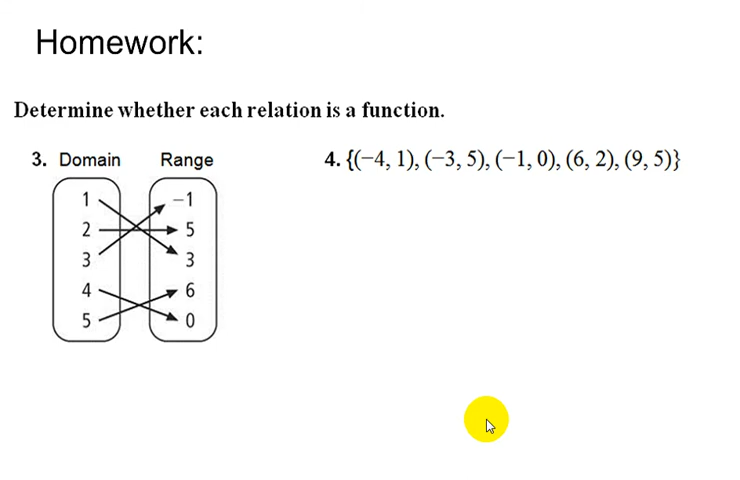 Homework:
Determine whether each relation is a function.
3. Domain Range
4. {(−4, 1), (−3, 5), (−1, 0), (6, 2), (9, 5)}
1 −1
2 5
3 3
4 6
5 0